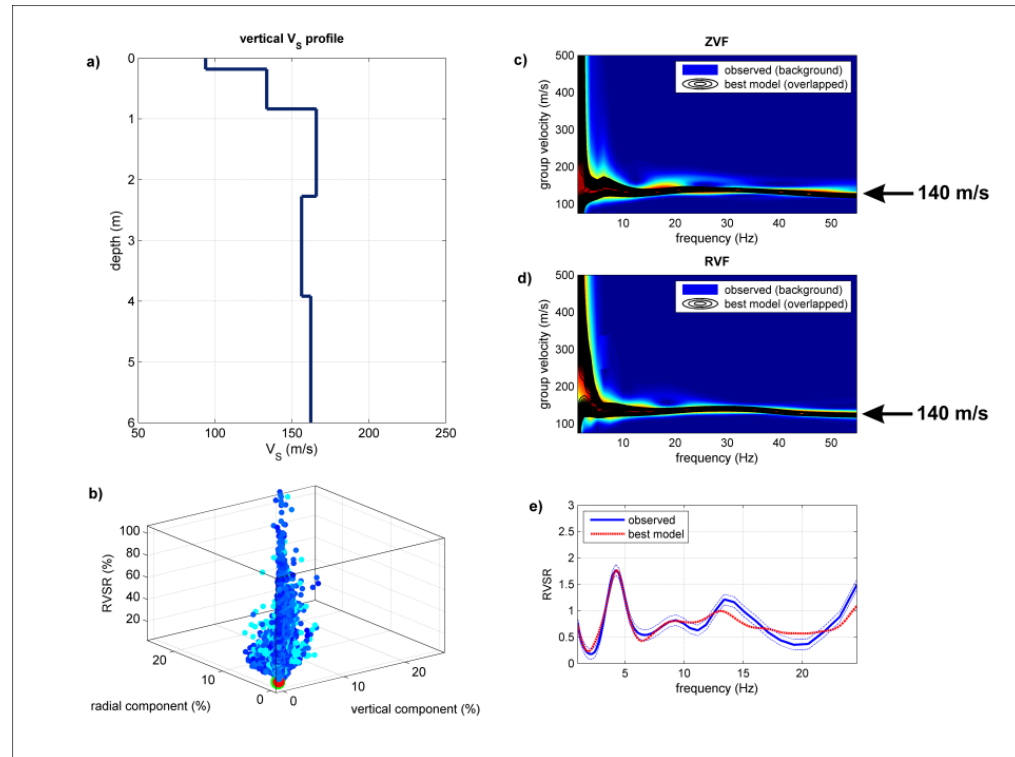 a)
vertical VS profile
0
1
2
3
4
5
6
depth (m)
50
100
150
200
250
VS (m/s)
b)
100
80
60
40
20
RVSR (%)
20
10
0
radial component (%)
0
10
20
vertical component (%)
c)
ZVF
500
400
300
200
100
group velocity (m/s)
observed (background)
best model (overlapped)
140 m/s
10
20
30
40
50
frequency (Hz)
d)
RVF
500
400
300
200
100
group velocity (m/s)
observed (background)
best model (overlapped)
140 m/s
10
20
30
40
50
frequency (Hz)
e)
3
2.5
2
1.5
1
0.5
0
RVSR
observed
best model
5
10
15
20
frequency (Hz)